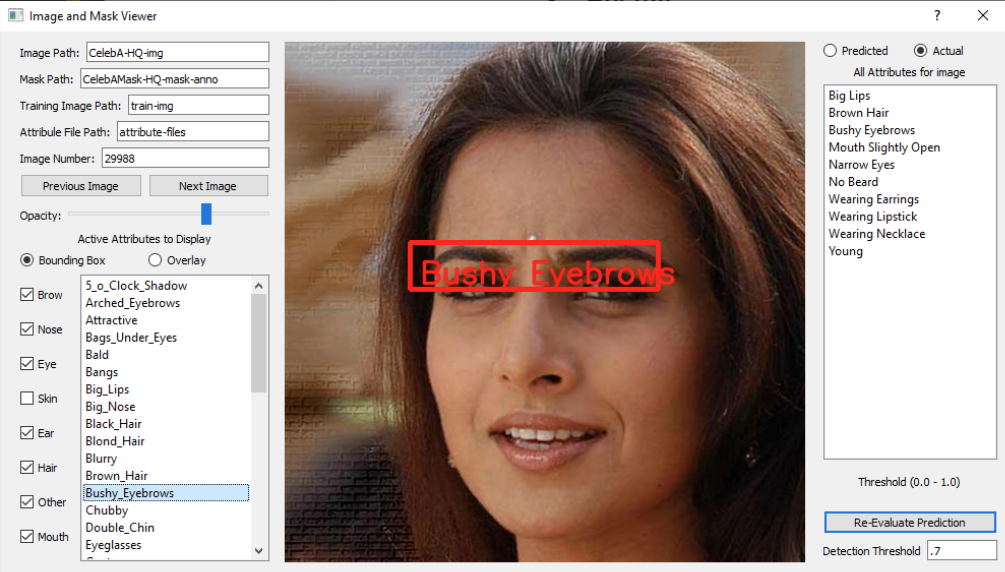 Image and Mask Viewer
?
Image Path: CelebA-HQ-img
Mask Path: CelebAMask-HQ-mask-anno
Training Image Path: train-img
Attribule File Path: attribute-files
Image Number: 29988
Previous Image Next Image
Opacity:
Active Attributes to Display
Bounding Box Overlay
Brow
Nose
Eye
Skin
Ear
Hair
Other
Mouth
5_o_Clock_Shadow
Arched_Eyebrows
Attractive
Bags_Under_Eyes
Bald
Bangs
Big_Lips
Big_Nose
Black_Hair
Blond_Hair
Blurry
Brown_Hair
Bushy_Eyebrows
Chubby
Double_Chin
Eyeglasses
Bushy Eyebrows
Predicted Actual
All Attributes for image
Big Lips
Brown Hair
Bushy Eyebrows
Mouth Slightly Open
Narrow Eyes
No Beard
Wearing Earrings
Wearing Lipstick
Wearing Necklace
Young
Threshold (0.0 - 1.0)
Re-Evaluate Prediction
Detection Threshold .7